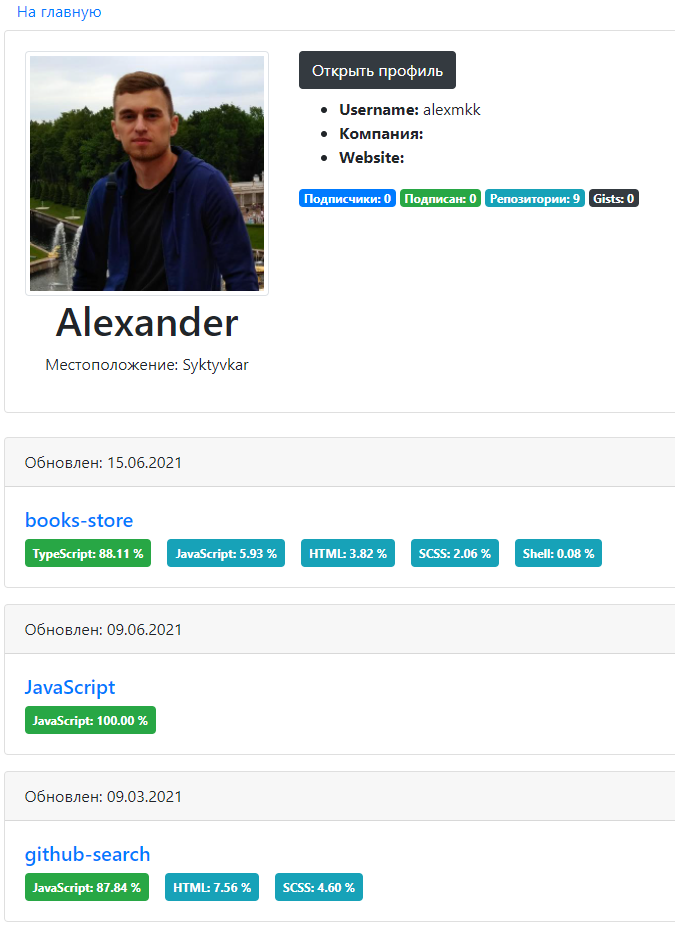 На главную
Открыть профиль
Username: alexmkk
Компания:
Website:
Подписчики: 0 Подписан: 0 Репозитории: 9 Gists: 0
Alexander
Местоположение: Syktyvkar
Обновлен: 15.06.2021
books-store
TypeScript: 88.11 % JavaScript: 5.93 % HTML: 3.82 % SCSS: 2.06 % Shell: 0.08 %
Обновлен: 09.06.2021
JavaScript
JavaScript: 100.00 %
Обновлен: 09.03.2021
github-search
JavaScript: 87.84 % HTML: 7.56 % SCSS: 4.60 %